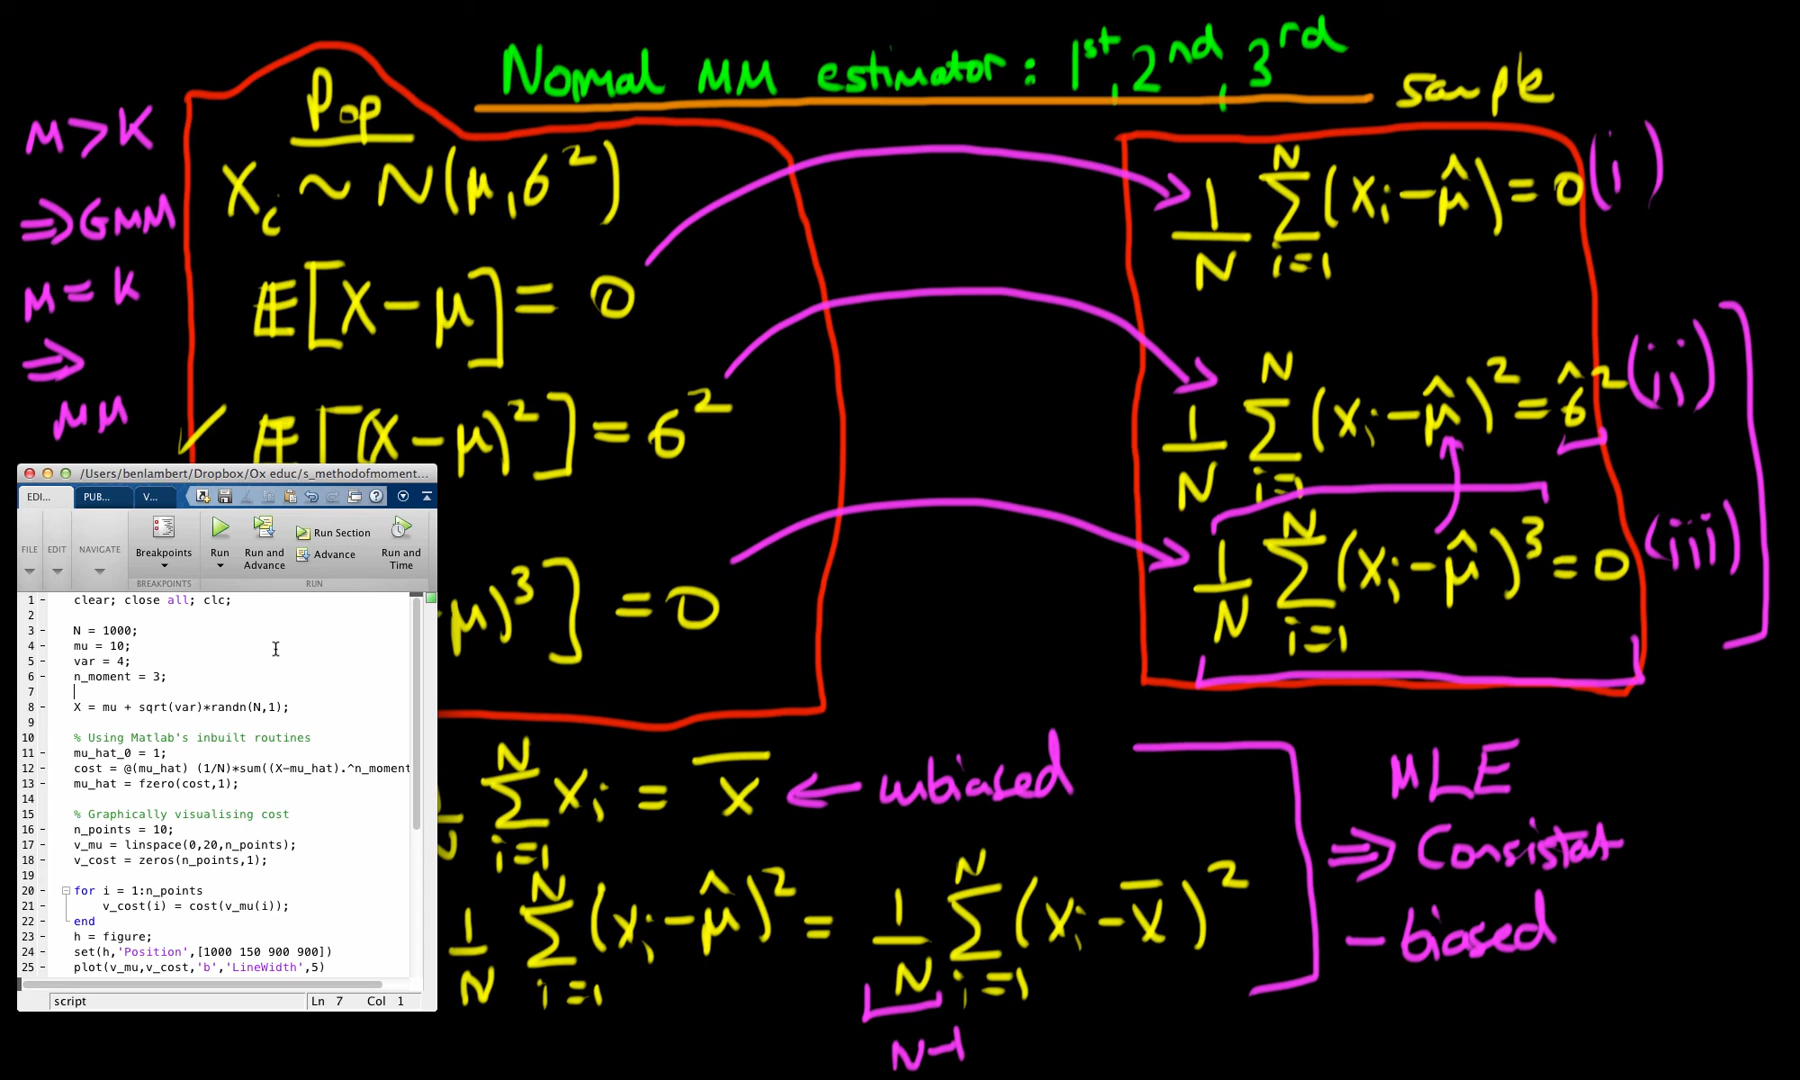 Normal MM estimator: 1st, 2nd, 3rd
Pop
sample
M > K
⇒ GMM
M = K
⇒
MM
Xi ~ N(μ, σ²)
E[X - μ] = 0
✓ E[(X - μ)²] = σ²
μ)³] = 0
1/N Σ_{i=1}^{N} (xi - μ̂) = 0 (i)
1/N Σ_{i=1}^{N} (xi - μ̂)² = σ̂² (ii)
1/N Σ_{i=1}^{N} (xi - μ̂)³ = 0 (iii)
Σ_{i=1}^{N} xi = x̄ ← unbiased
1/N Σ_{i=1}^{N} (xi - μ̂)² = 1/N Σ_{i=1}^{N} (xi - x̄)²
N-1
MLE
⇒ Consistent
- biased
/Users/benlambert/Dropbox/Ox educ/s_methodofmoment...
EDI... PUB... V...
FILE EDIT NAVIGATE Breakpoints Run Run and Advance Run Section Advance Run and Time
BREAKPOINTS RUN
1 - clear; close all; clc;
2
3 - N = 1000;
4 - mu = 10;
5 - var = 4;
6 - n_moment = 3;
7
8 - X = mu + sqrt(var)*randn(N,1);
9
10 % Using Matlab's inbuilt routines
11 - mu_hat_0 = 1;
12 - cost = @(mu_hat) (1/N)*sum((X-mu_hat).^n_moment
13 - mu_hat = fzero(cost,1);
14
15 % Graphically visualising cost
16 - n_points = 10;
17 - v_mu = linspace(0,20,n_points);
18 - v_cost = zeros(n_points,1);
19
20 - for i = 1:n_points
21 - v_cost(i) = cost(v_mu(i));
22 - end
23 - h = figure;
24 - set(h,'Position',[1000 150 900 900])
25 - plot(v_mu,v_cost,'b','LineWidth',5)
script Ln 7 Col 1